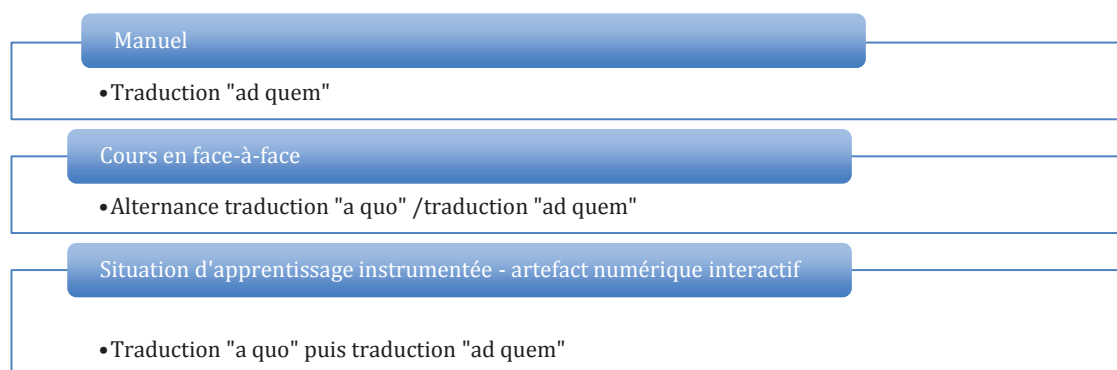 Manuel
•Traduction "ad quem"
Cours en face-à-face
•Alternance traduction "a quo" /traduction "ad quem"
Situation d'apprentissage instrumentée - artefact numérique interactif
•Traduction "a quo" puis traduction "ad quem"